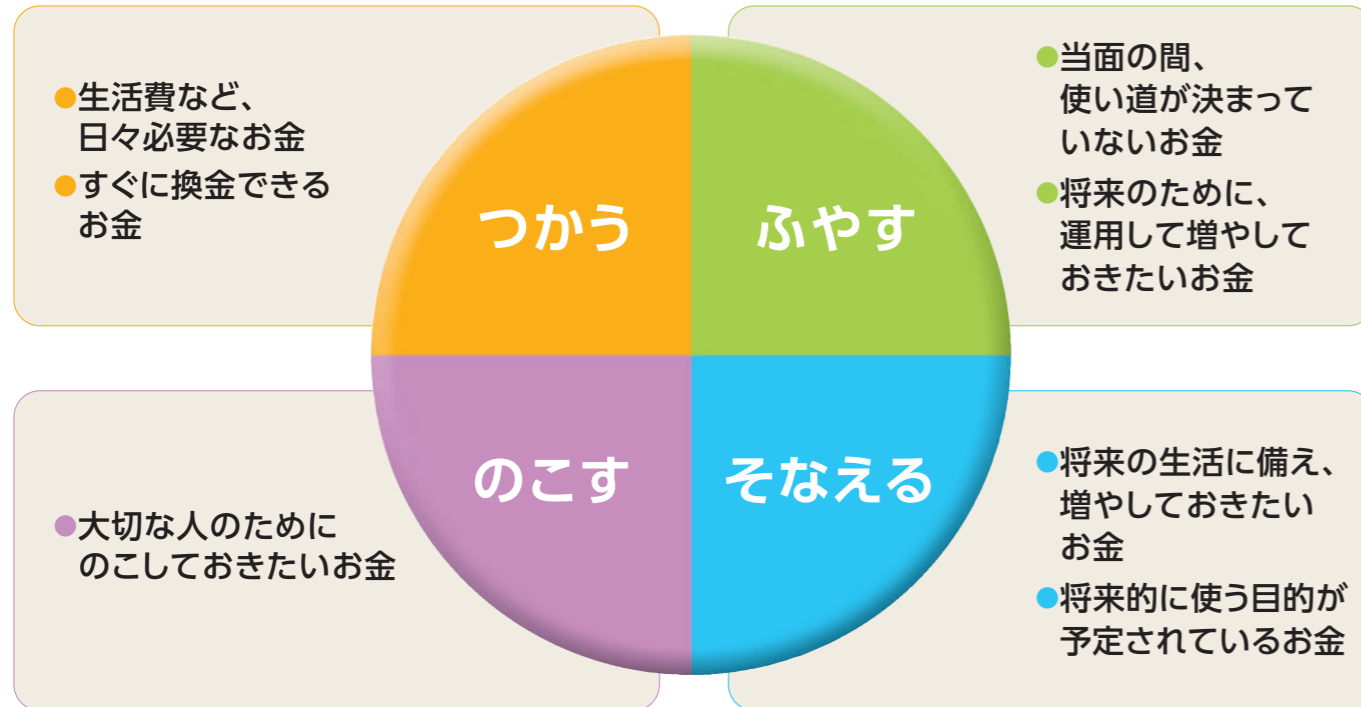 ●生活費など、
日々必要なお金
●すぐに換金できる
お金
つかう
ふやす
●当面の間、
使い道が決まって
いないお金
●将来のために、
運用して増やして
おきたいお金
●大切な人のために
のこしておきたいお金
のこす
そなえる
●将来の生活に備え、
増やしておきたい
お金
●将来的に使う目的が
予定されているお金